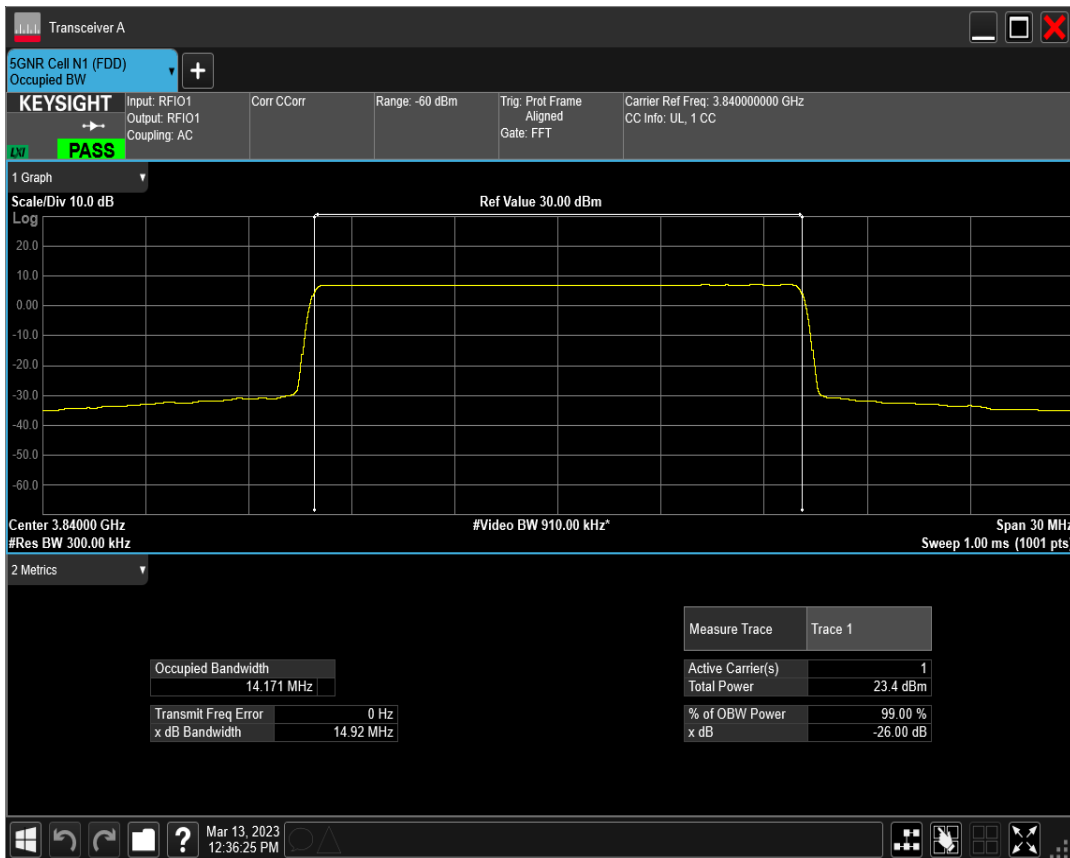 Transceiver A
5GNR Cell N1 (FDD)
Occupied BW
KEYSIGHT
Input: RFIO1
Output: RFIO1
Coupling: AC
Corr CCorr
Range: -60 dBm
Trig: Prot Frame
Aligned
Gate: FFT
Carrier Ref Freq: 3.840000000 GHz
CC Info: UL, 1 CC
LXI
PASS
1 Graph
Scale/Div 10.0 dB
Ref Value 30.00 dBm
Log
20.0
10.0
0.00
-10.0
-20.0
-30.0
-40.0
-50.0
-60.0
Center 3.84000 GHz
#Video BW 910.00 kHz*
Span 30 MHz
#Res BW 300.00 kHz
Sweep 1.00 ms (1001 pts)
2 Metrics
Measure Trace Trace 1
Occupied Bandwidth
14.171 MHz
Active Carrier(s) 1
Total Power 23.4 dBm
Transmit Freq Error 0 Hz
x dB Bandwidth 14.92 MHz
% of OBW Power 99.00 %
x dB -26.00 dB
?
Mar 13, 2023
12:36:25 PM